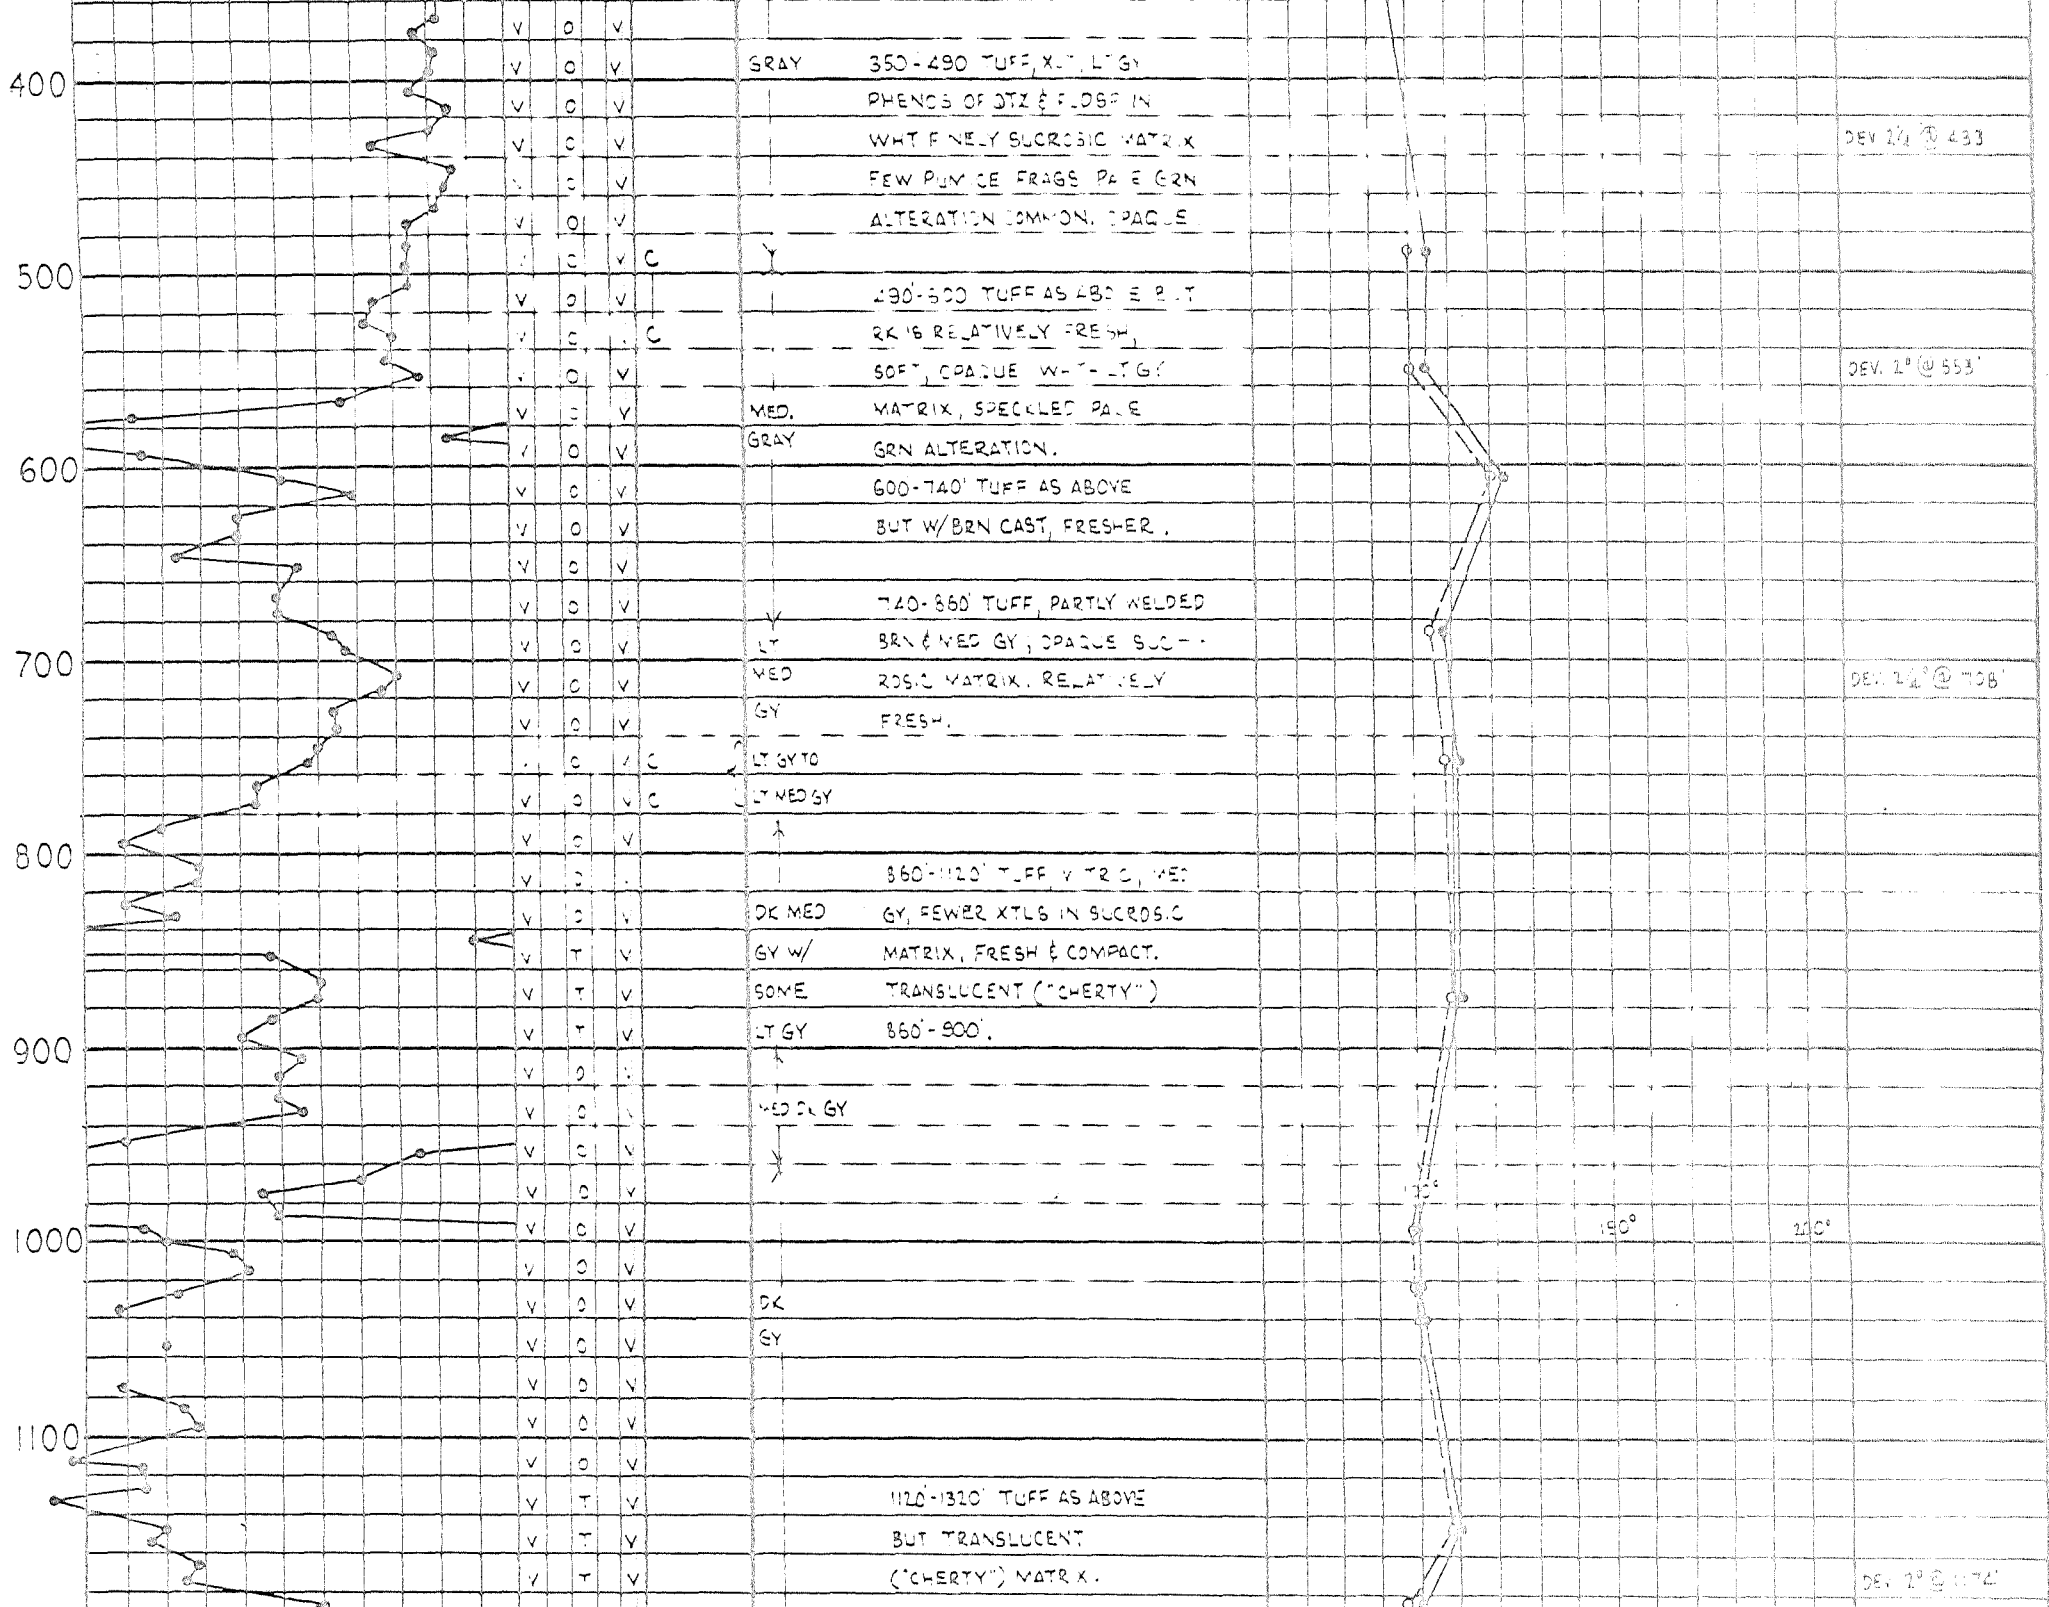 GRAY 350-490 TUFF, LT GY
400
PHENOS OF QTZ & FLDSP IN
WHT FINELY SUCROSIC MATRIX
DEV 2½ @ 433
FEW PUMICE FRAGS PALE GRN
ALTERATION COMMON. OPAQUE
C
500
490'-600 TUFF AS ABOVE BUT
C
RK IS RELATIVELY FRESH,
SOFT, OPAQUE WHT-LT GY
DEV. 2° @ 553'
MED. MATRIX, SPECKLED PALE
GRAY GRN ALTERATION.
600
600-740' TUFF AS ABOVE
BUT W/BRN CAST, FRESHER.
740-860' TUFF, PARTLY WELDED
LT BRN & MED GY, OPAQUE SUC-
700
MED ROSIC MATRIX. RELATIVELY
DEV. @ 708'
GY FRESH.
C LT GY TO
C LT MED GY
800
860'-1120' TUFF, VITRIC, MED
DK MED GY, FEWER XTLS IN SUCROSIC
GY W/ MATRIX, FRESH & COMPACT.
SOME TRANSLUCENT ("CHERTY")
LT GY 860'-900'.
900
MED DK GY
1000
DK
GY
1100
1120'-1320' TUFF AS ABOVE
BUT TRANSLUCENT
("CHERTY") MATRIX.
DEV. 2° @